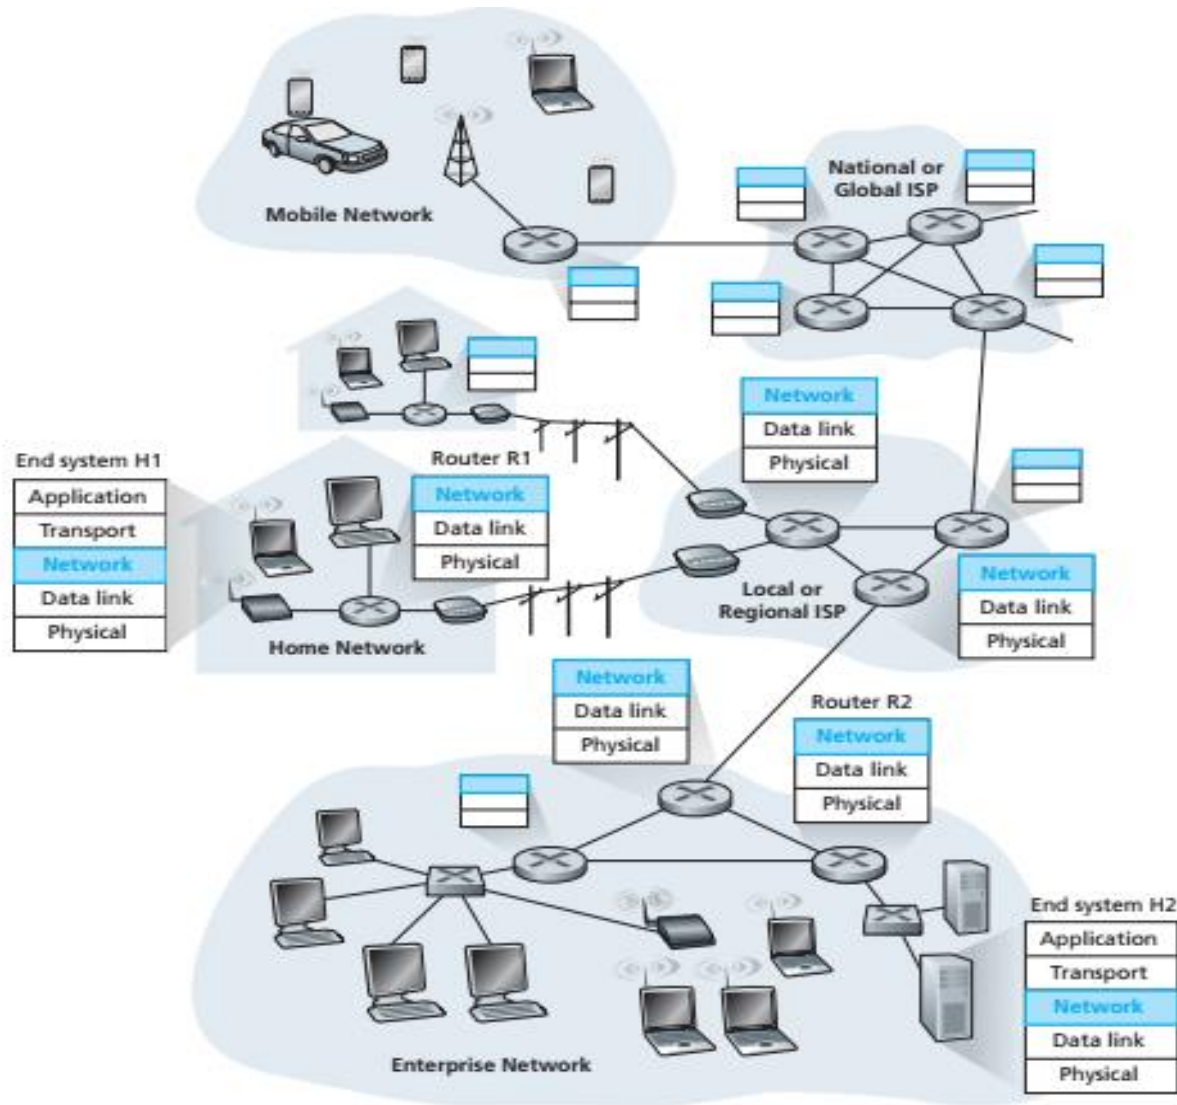 National or
Global ISP
Mobile Network
Network
Data link
Physical
End system H1
Application
Transport
Network
Data link
Physical
Router R1
Network
Data link
Physical
Home Network
Local or
Regional ISP
Network
Data link
Physical
Network
Data link
Physical
Router R2
Network
Data link
Physical
End system H2
Application
Transport
Network
Data link
Physical
Enterprise Network